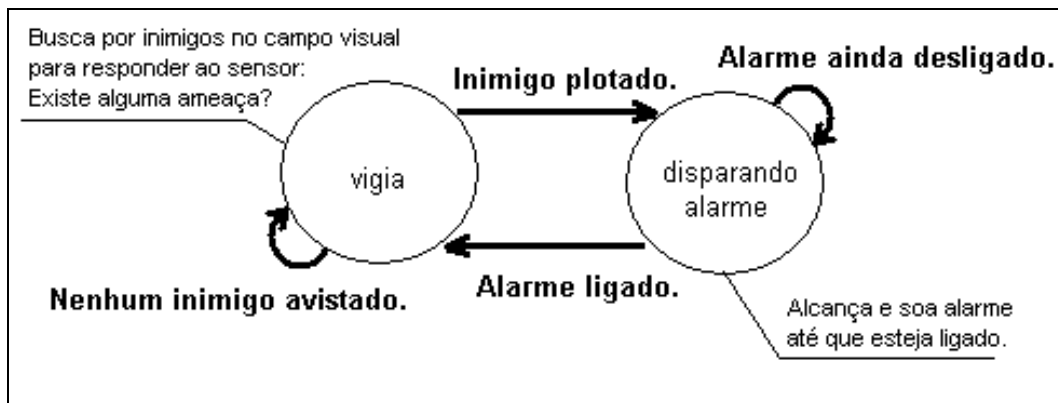 Busca por inimigos no campo visual
para responder ao sensor:
Existe alguma ameaça?
Inimigo plotado.
Alarme ainda desligado.
vigia
disparando
alarme
Nenhum inimigo avistado.
Alarme ligado.
Alcança e soa alarme
até que esteja ligado.